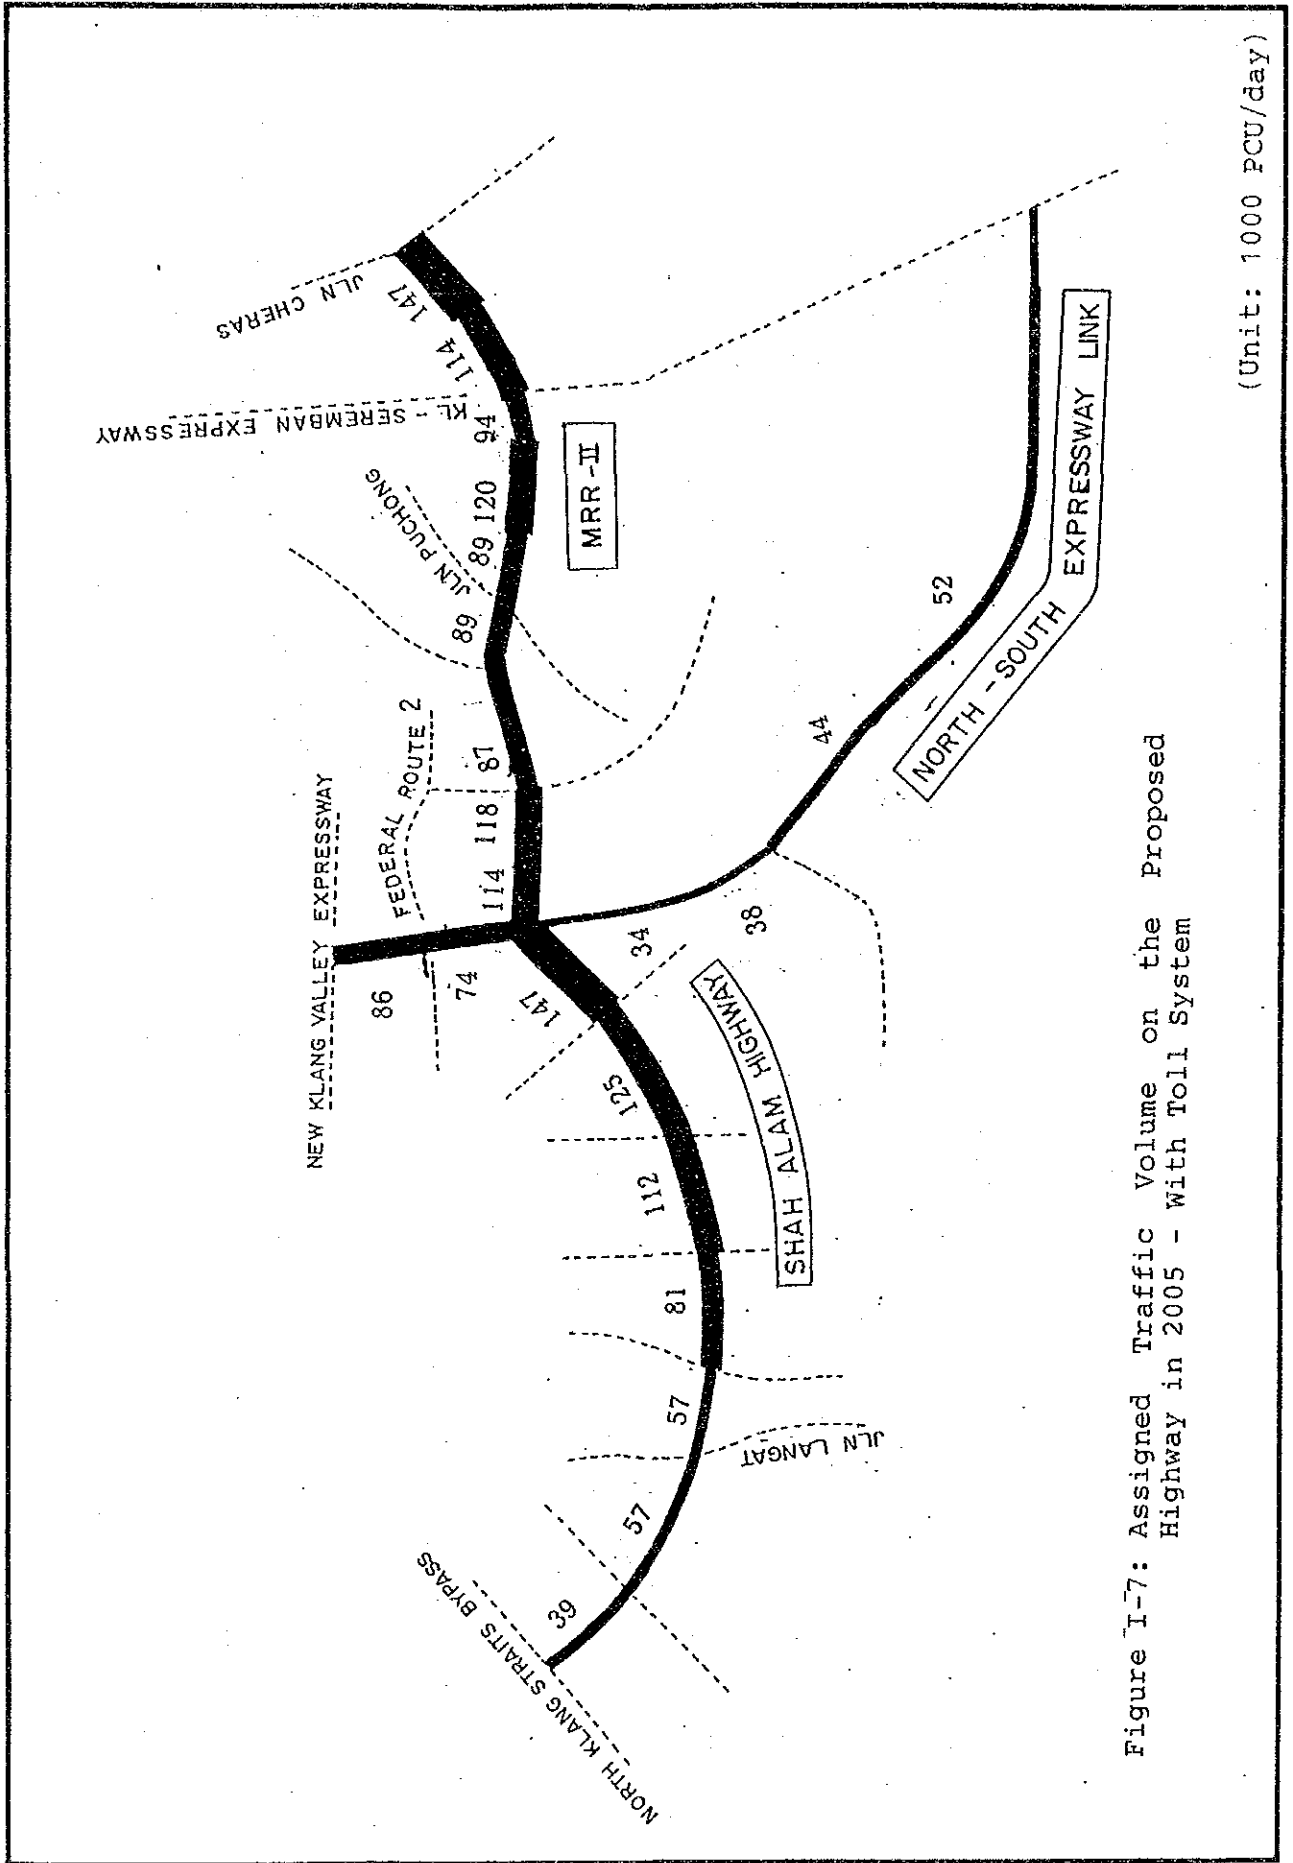 (Unit: 1000 PCU/day)
JLN CHERAS
147
114
KL - SEREMBAN EXPRESSWAY
94
120
JLN PUCHONG
89
89
MRR-II
FEDERAL ROUTE 2
87
118
114
NEW KLANG VALLEY EXPRESSWAY
86
74
147
34
38
44
52
NORTH - SOUTH EXPRESSWAY LINK
125
112
81
SHAH ALAM HIGHWAY
57
JLN LANGAT
57
39
NORTH KLANG STRAITS BYPASS
Figure I-7: Assigned Traffic Volume on the Proposed
Highway in 2005 - With Toll System